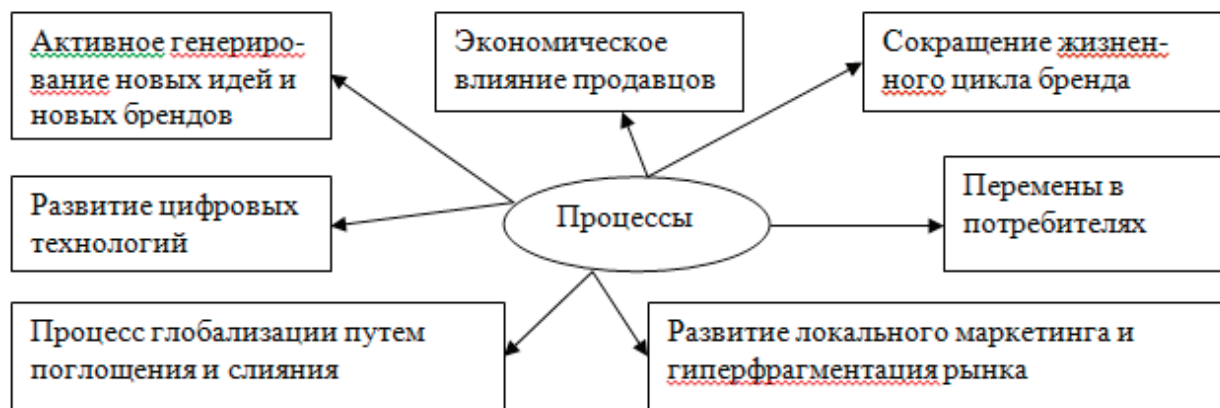 Активное генериро-
вание новых идей и
новых брендов
Экономическое
влияние продавцов
Сокращение жизнен-
ного цикла бренда
Развитие цифровых
технологий
Процессы
Перемены в
потребителях
Процесс глобализации путем
поглощения и слияния
Развитие локального маркетинга и
гиперфрагментация рынка